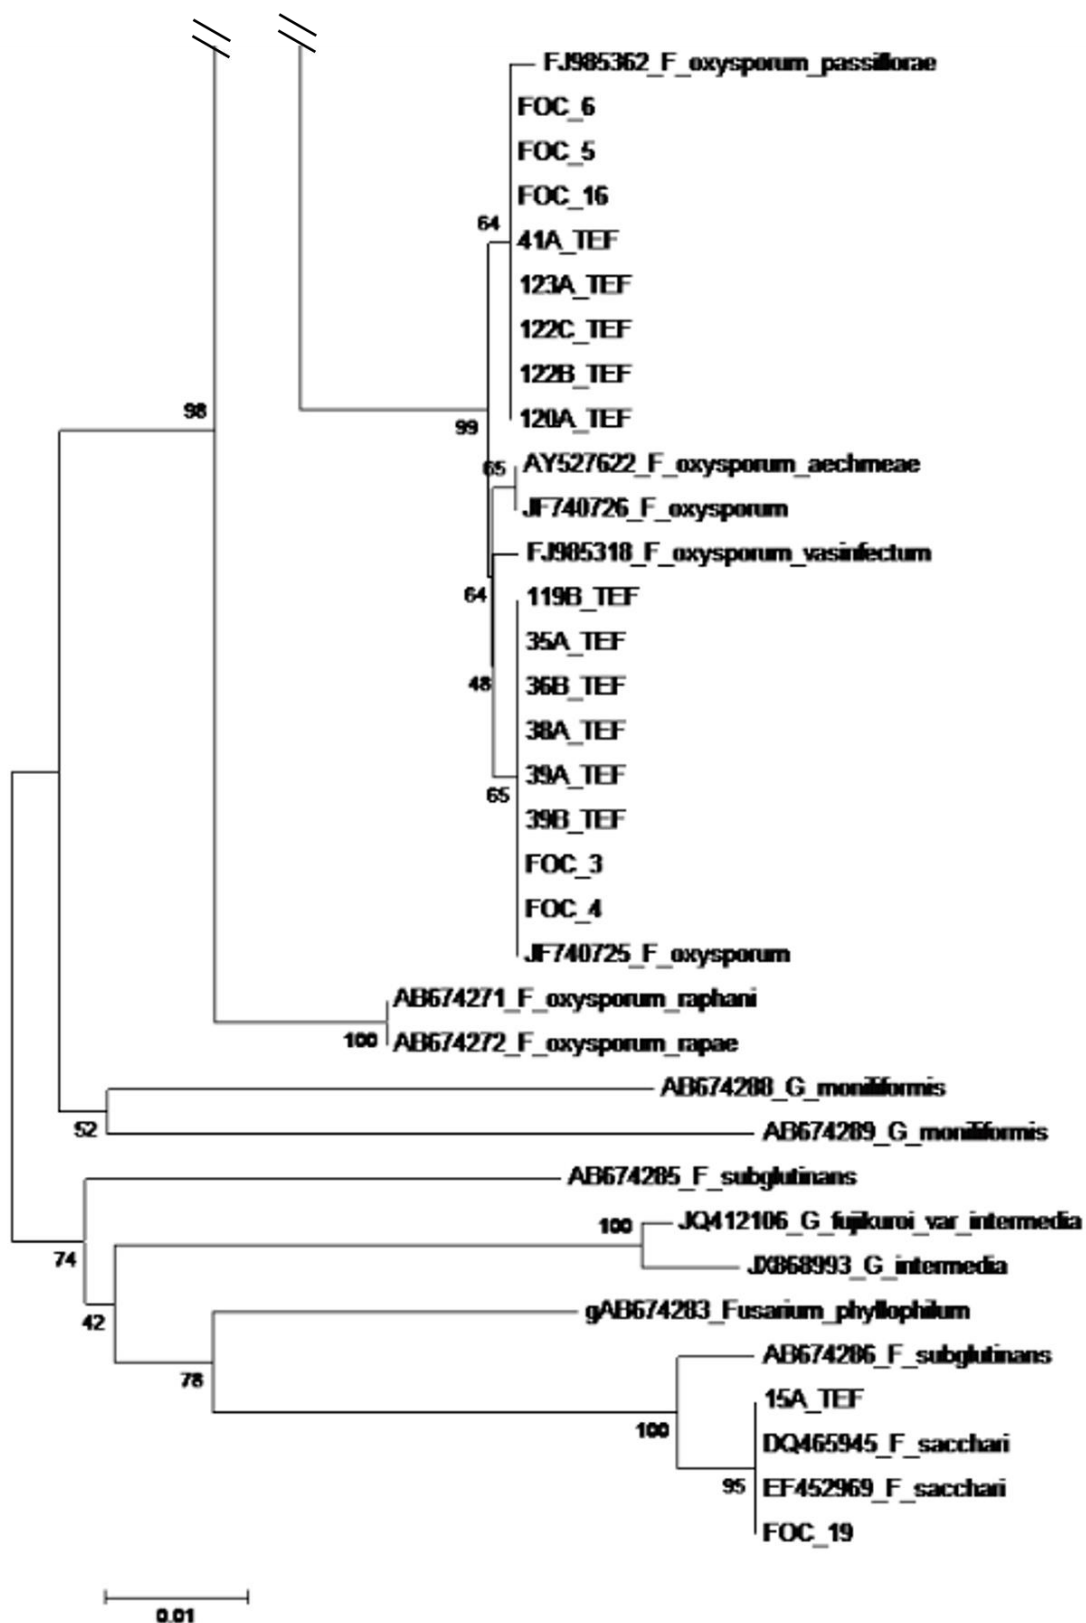 FJ985362_F_oxysporum_passiflorae
FOC_6
FOC_5
FOC_16
64
41A_TEF
123A_TEF
122C_TEF
122B_TEF
98
120A_TEF
99
65
AY527622_F_oxysporum_aechmeae
JF740726_F_oxysporum
FJ985318_F_oxysporum_vasinfectum
64
119B_TEF
35A_TEF
48
36B_TEF
38A_TEF
39A_TEF
65
39B_TEF
FOC_3
FOC_4
JF740725_F_oxysporum
AB674271_F_oxysporum_raphani
100
AB674272_F_oxysporum_rapae
AB674288_G_moniliformis
52
AB674289_G_moniliformis
AB674285_F_subglutinans
100
JQ412106_G_fujikuroi_var_intermedia
74
JX868993_G_intermedia
42
gAB674283_Fusarium_phyllophilum
AB674286_F_subglutinans
78
15A_TEF
100
DQ465945_F_sacchari
95
EF452969_F_sacchari
FOC_19
0.01